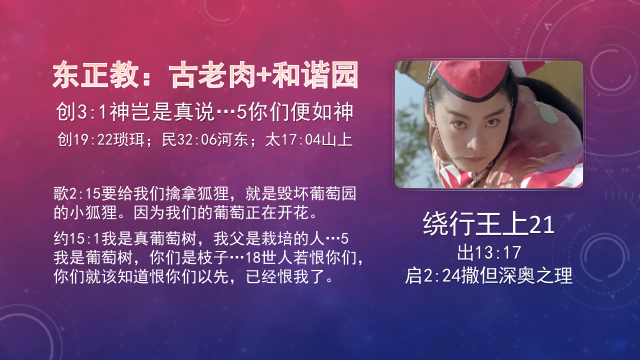 东正教：古老肉+和谐园
创3:1神岂是真说…5你们便如神
创19:22琐珥；民32:06河东；太17:04山上
歌2:15要给我们擒拿狐狸，就是毁坏葡萄园
的小狐狸。因为我们的葡萄正在开花。
约15:1我是真葡萄树，我父是栽培的人…5
我是葡萄树，你们是枝子…18世人若恨你们，
你们就该知道恨你们以先，已经恨我了。
绕行王上21
出13:17
启2:24撒但深奥之理